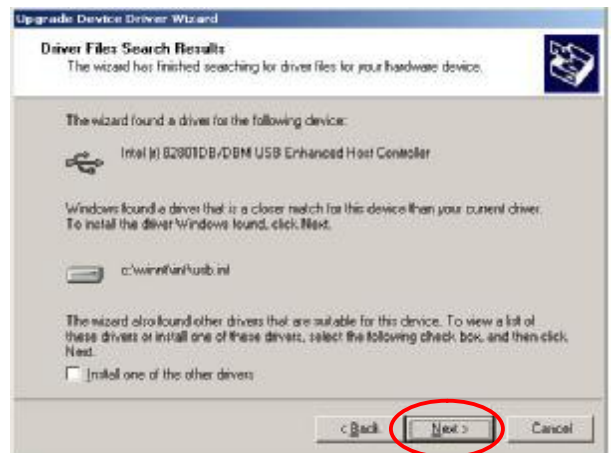 Upgrade Device Driver Wizard
Driver Files Search Results
The wizard has finished searching for driver files for your hardware device.
The wizard found a driver for the following device:
Intel (r) 82801DB/DBM USB Enhanced Host Controller
Windows found a driver that is a closer match for this device than your current driver.
To install the driver Windows found, click Next.
c:\winnt\inf\usb.inf
The wizard also found other drivers that are suitable for this device. To view a list of
these drivers or install one of these drivers, select the following check box, and then click
Next.
Install one of the other drivers
< Back
Next >
Cancel